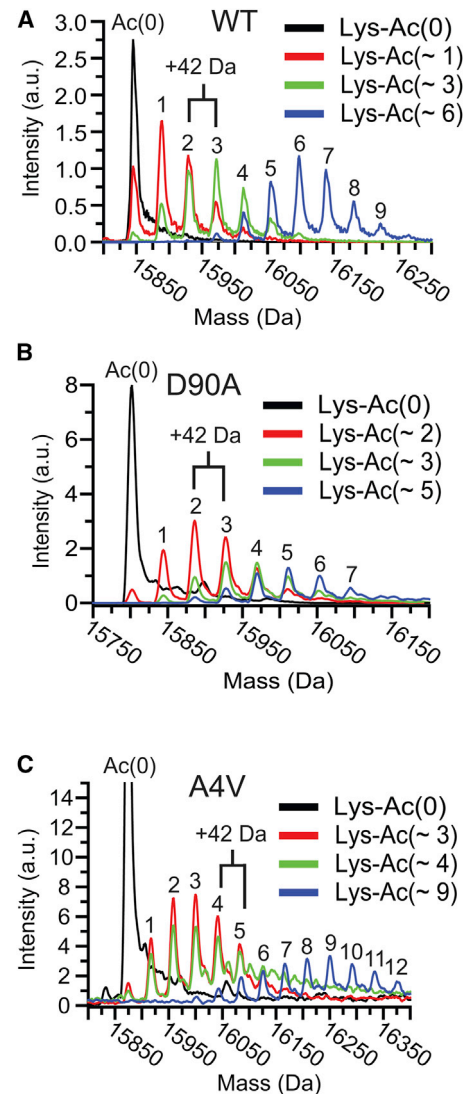 A
WT
Ac(0)
+42 Da
Lys-Ac(0)
Lys-Ac(~ 1)
Lys-Ac(~ 3)
Lys-Ac(~ 6)
Intensity (a.u.)
3.0
2.5
2.0
1.5
1.0
0.5
0.0
1 2 3 4 5 6 7 8 9
15850 15950 16050 16150 16250
Mass (Da)
B
D90A
Ac(0)
+42 Da
Lys-Ac(0)
Lys-Ac(~ 2)
Lys-Ac(~ 3)
Lys-Ac(~ 5)
Intensity (a.u.)
8
6
4
2
0
1 2 3 4 5 6 7
15750 15850 15950 16050 16150
Mass (Da)
C
A4V
Ac(0)
+42 Da
Lys-Ac(0)
Lys-Ac(~ 3)
Lys-Ac(~ 4)
Lys-Ac(~ 9)
Intensity (a.u.)
14
12
10
8
6
4
2
0
1 2 3 4 5 6 7 8 9 10 11 12
15850 15950 16050 16150 16250 16350
Mass (Da)